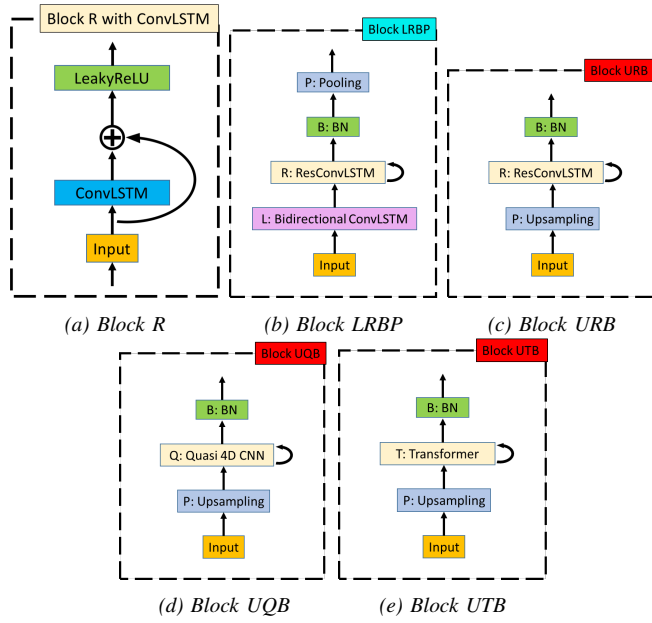 Block R with ConvLSTM
LeakyReLU
+
ConvLSTM
Input
(a) Block R
Block LRBP
P: Pooling
B: BN
R: ResConvLSTM
L: Bidirectional ConvLSTM
Input
(b) Block LRBP
Block URB
B: BN
R: ResConvLSTM
P: Upsampling
Input
(c) Block URB
Block UQB
B: BN
Q: Quasi 4D CNN
P: Upsampling
Input
(d) Block UQB
Block UTB
B: BN
T: Transformer
P: Upsampling
Input
(e) Block UTB